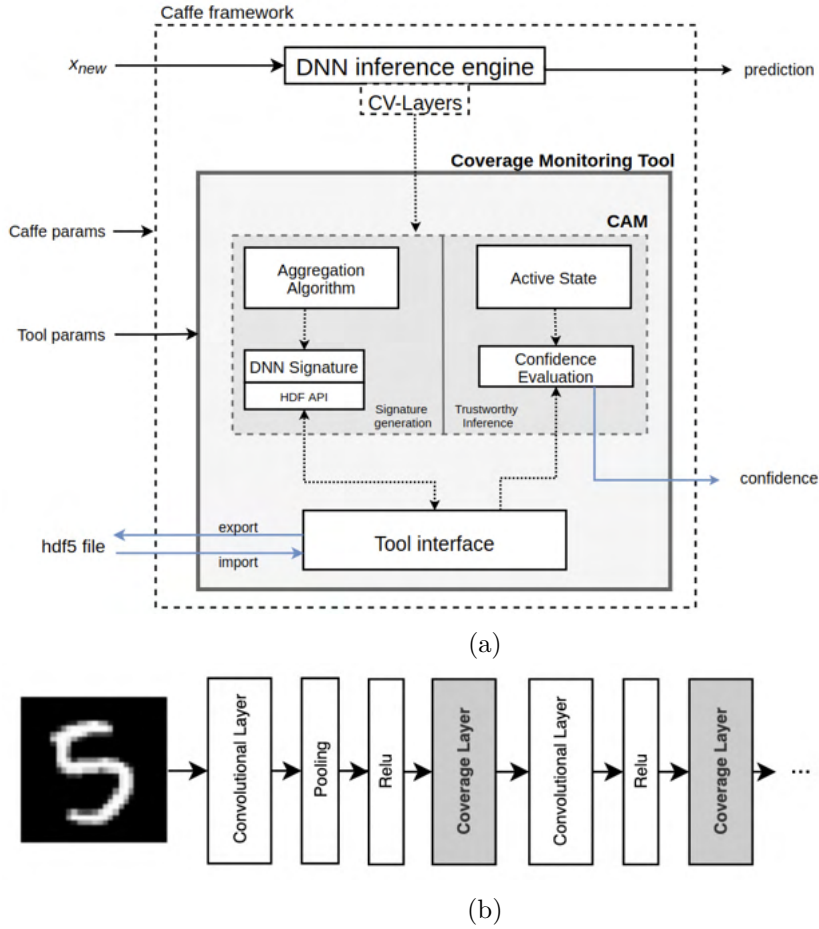 Caffe framework
x_new
DNN inference engine
prediction
CV-Layers
Coverage Monitoring Tool
CAM
Caffe params
Aggregation
Algorithm
Active State
Tool params
DNN Signature
HDF API
Confidence
Evaluation
Signature
generation
Trustworthy
Inference
confidence
export
hdf5 file
import
Tool interface
(a)
5
Convolutional Layer
Pooling
Relu
Coverage Layer
Convolutional Layer
Relu
Coverage Layer
...
(b)